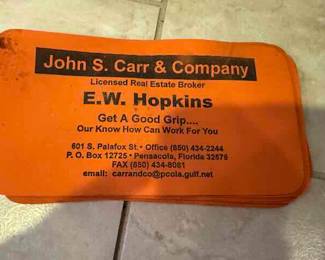 John S. Carr & Company
Licensed Real Estate Broker
E.W. Hopkins
Get A Good Grip....
Our Know How Can Work For You
601 S. Palafox St. • Office (850) 434-2244
P. O. Box 12725 • Pensacola, Florida 32576
FAX (850) 434-8081
email: carrandco@pcola.gulf.net